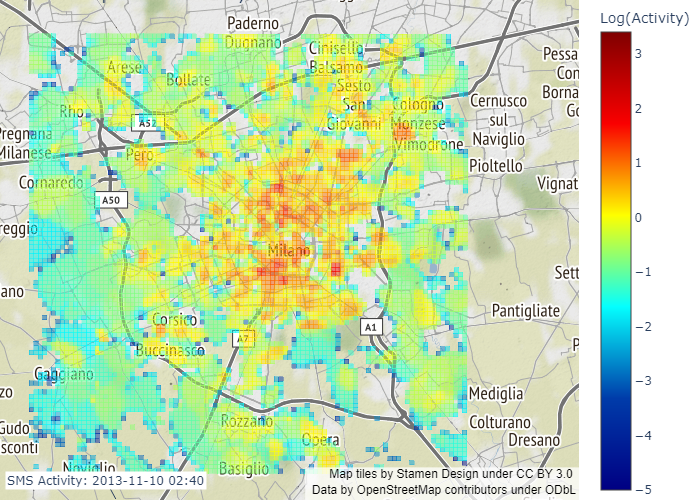 Paderno
Dugnano
Cinisello
Balsamo
Arese
Bollate
Sesto
San
Giovanni
Cologno
Monzese
Cernusco
sul
Naviglio
Pessa
Con
Borna
Go
Rho
A52
Pregnana
Milanese
Pero
Vimodrone
Pioltello
Cornaredo
A50
Vignat
reggio
Milano
Sett
ano
Pantigliate
Corsico
A7
A1
Buccinasco
P
Gaggiano
zo
Mediglia
Rozzano
Colturano
Gudo
sconti
Opera
Dresano
Noviglio
Basiglio
SMS Activity: 2013-11-10 02:40
Map tiles by Stamen Design under CC BY 3.0
Data by OpenStreetMap contributors under ODbL
Log(Activity)
3
2
1
0
−1
−2
−3
−4
−5